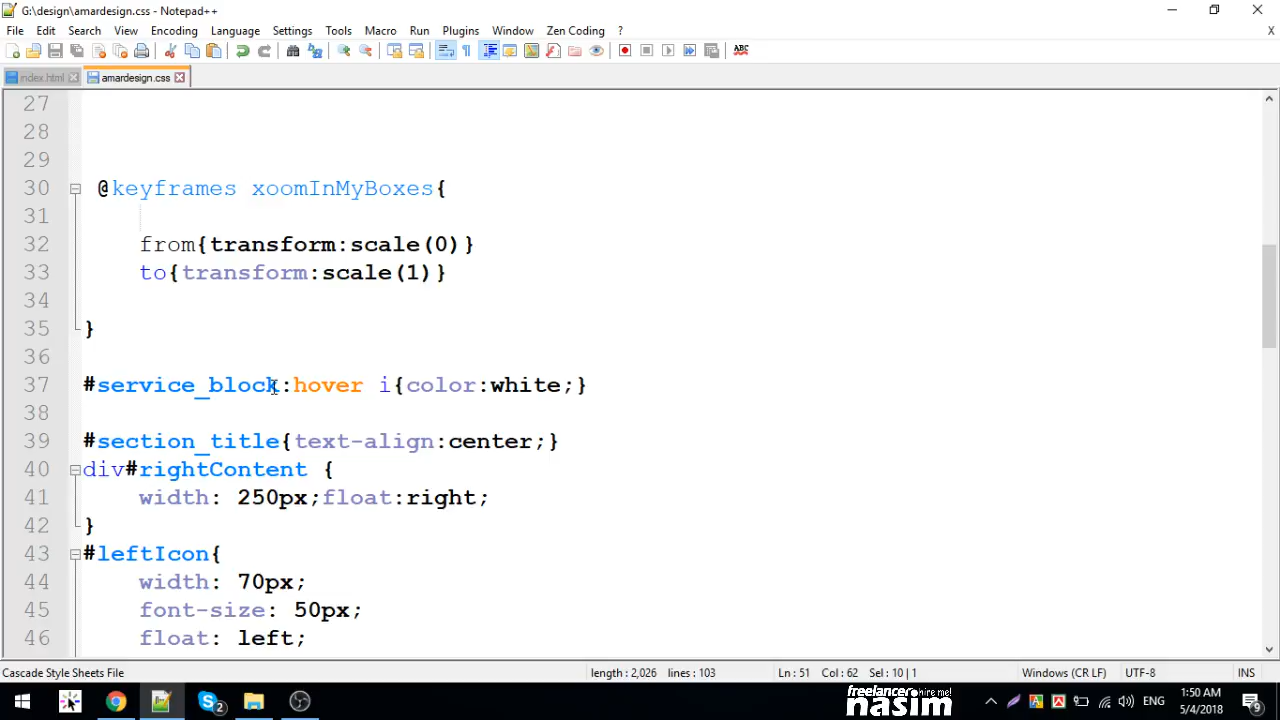 G:\design\amardesign.css - Notepad++
File Edit Search View Encoding Language Settings Tools Macro Run Plugins Window Zen Coding ? X
index.html amardesign.css
27
28
29
30 @keyframes xoomInMyBoxes{
31
32 from{transform:scale(0)}
33 to{transform:scale(1)}
34
35 }
36
37 #service_block:hover i{color:white;}
38
39 #section_title{text-align:center;}
40 div#rightContent {
41 width: 250px;float:right;
42 }
43 #leftIcon{
44 width: 70px;
45 font-size: 50px;
46 float: left;
Cascade Style Sheets File length : 2,026 lines : 103 Ln : 51 Col : 62 Sel : 10 | 1 Windows (CR LF) UTF-8 INS
freelancer nasim
hire me!
ENG
1:50 AM
5/4/2018